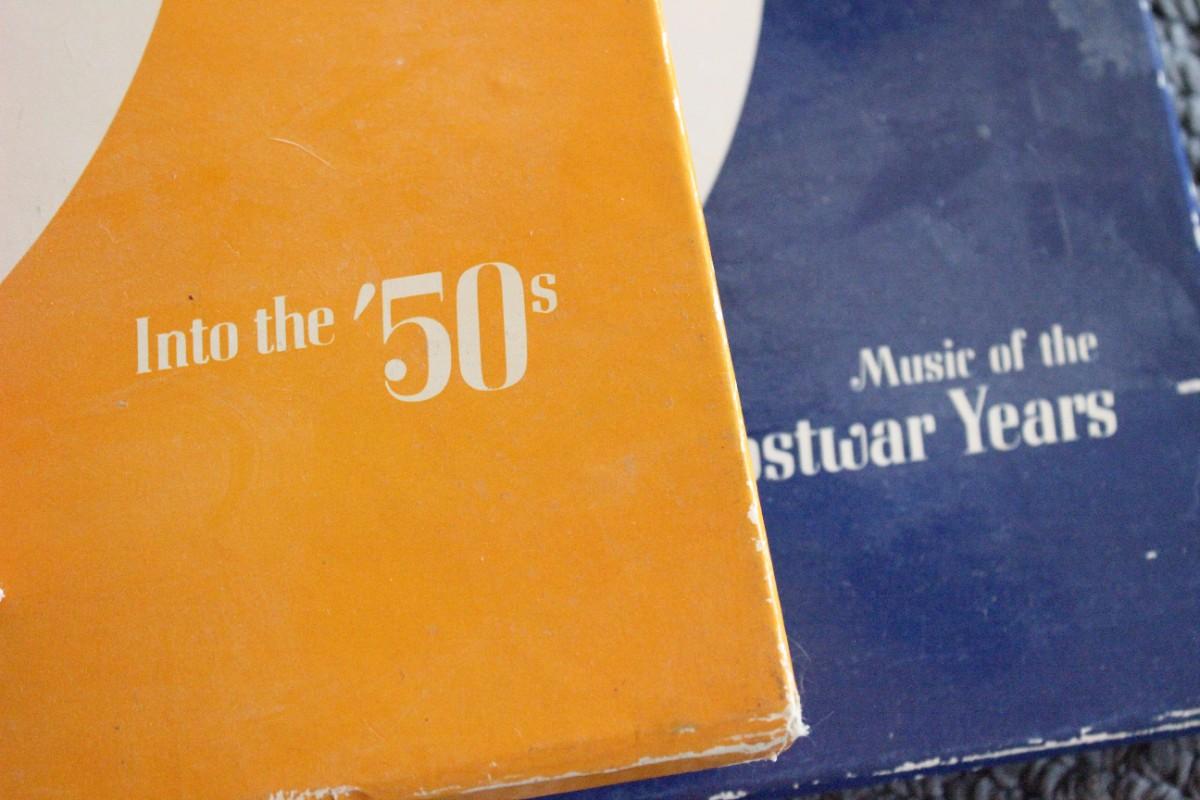 Into the '50s
Music of the
ostwar Years